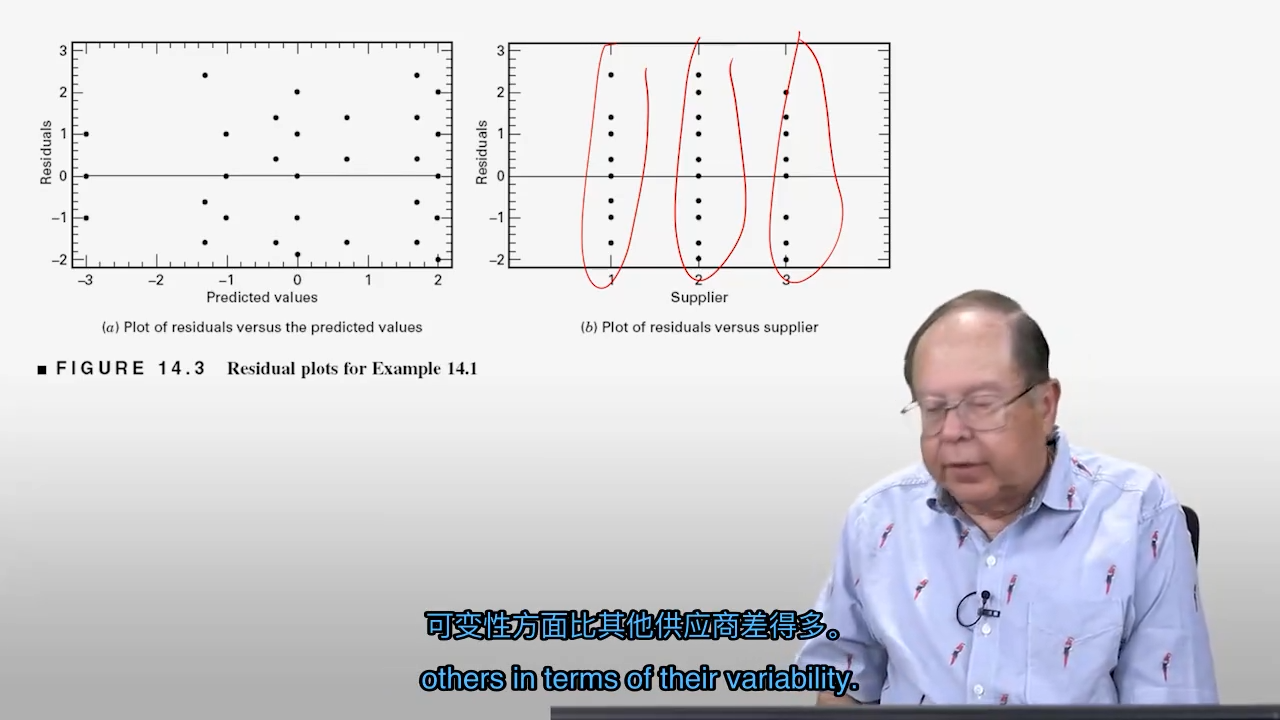 3
2
1
0
−1
−2
Residuals
−3
−2
−1
0
1
2
Predicted values
(a) Plot of residuals versus the predicted values
3
2
1
0
−1
−2
Residuals
1
2
3
Supplier
(b) Plot of residuals versus supplier
■ FIGURE 14.3 Residual plots for Example 14.1
可变性方面比其他供应商差得多。
others in terms of their variability.